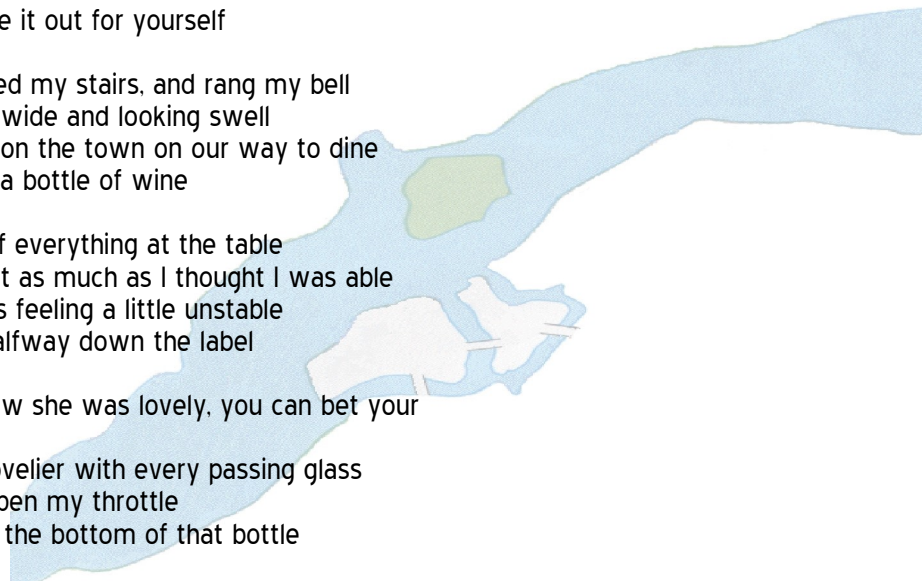 e it out for yourself
ed my stairs, and rang my bell
wide and looking swell
on the town on our way to dine
a bottle of wine
f everything at the table
t as much as I thought I was able
s feeling a little unstable
alfway down the label
w she was lovely, you can bet your
ovelier with every passing glass
pen my throttle
the bottom of that bottle